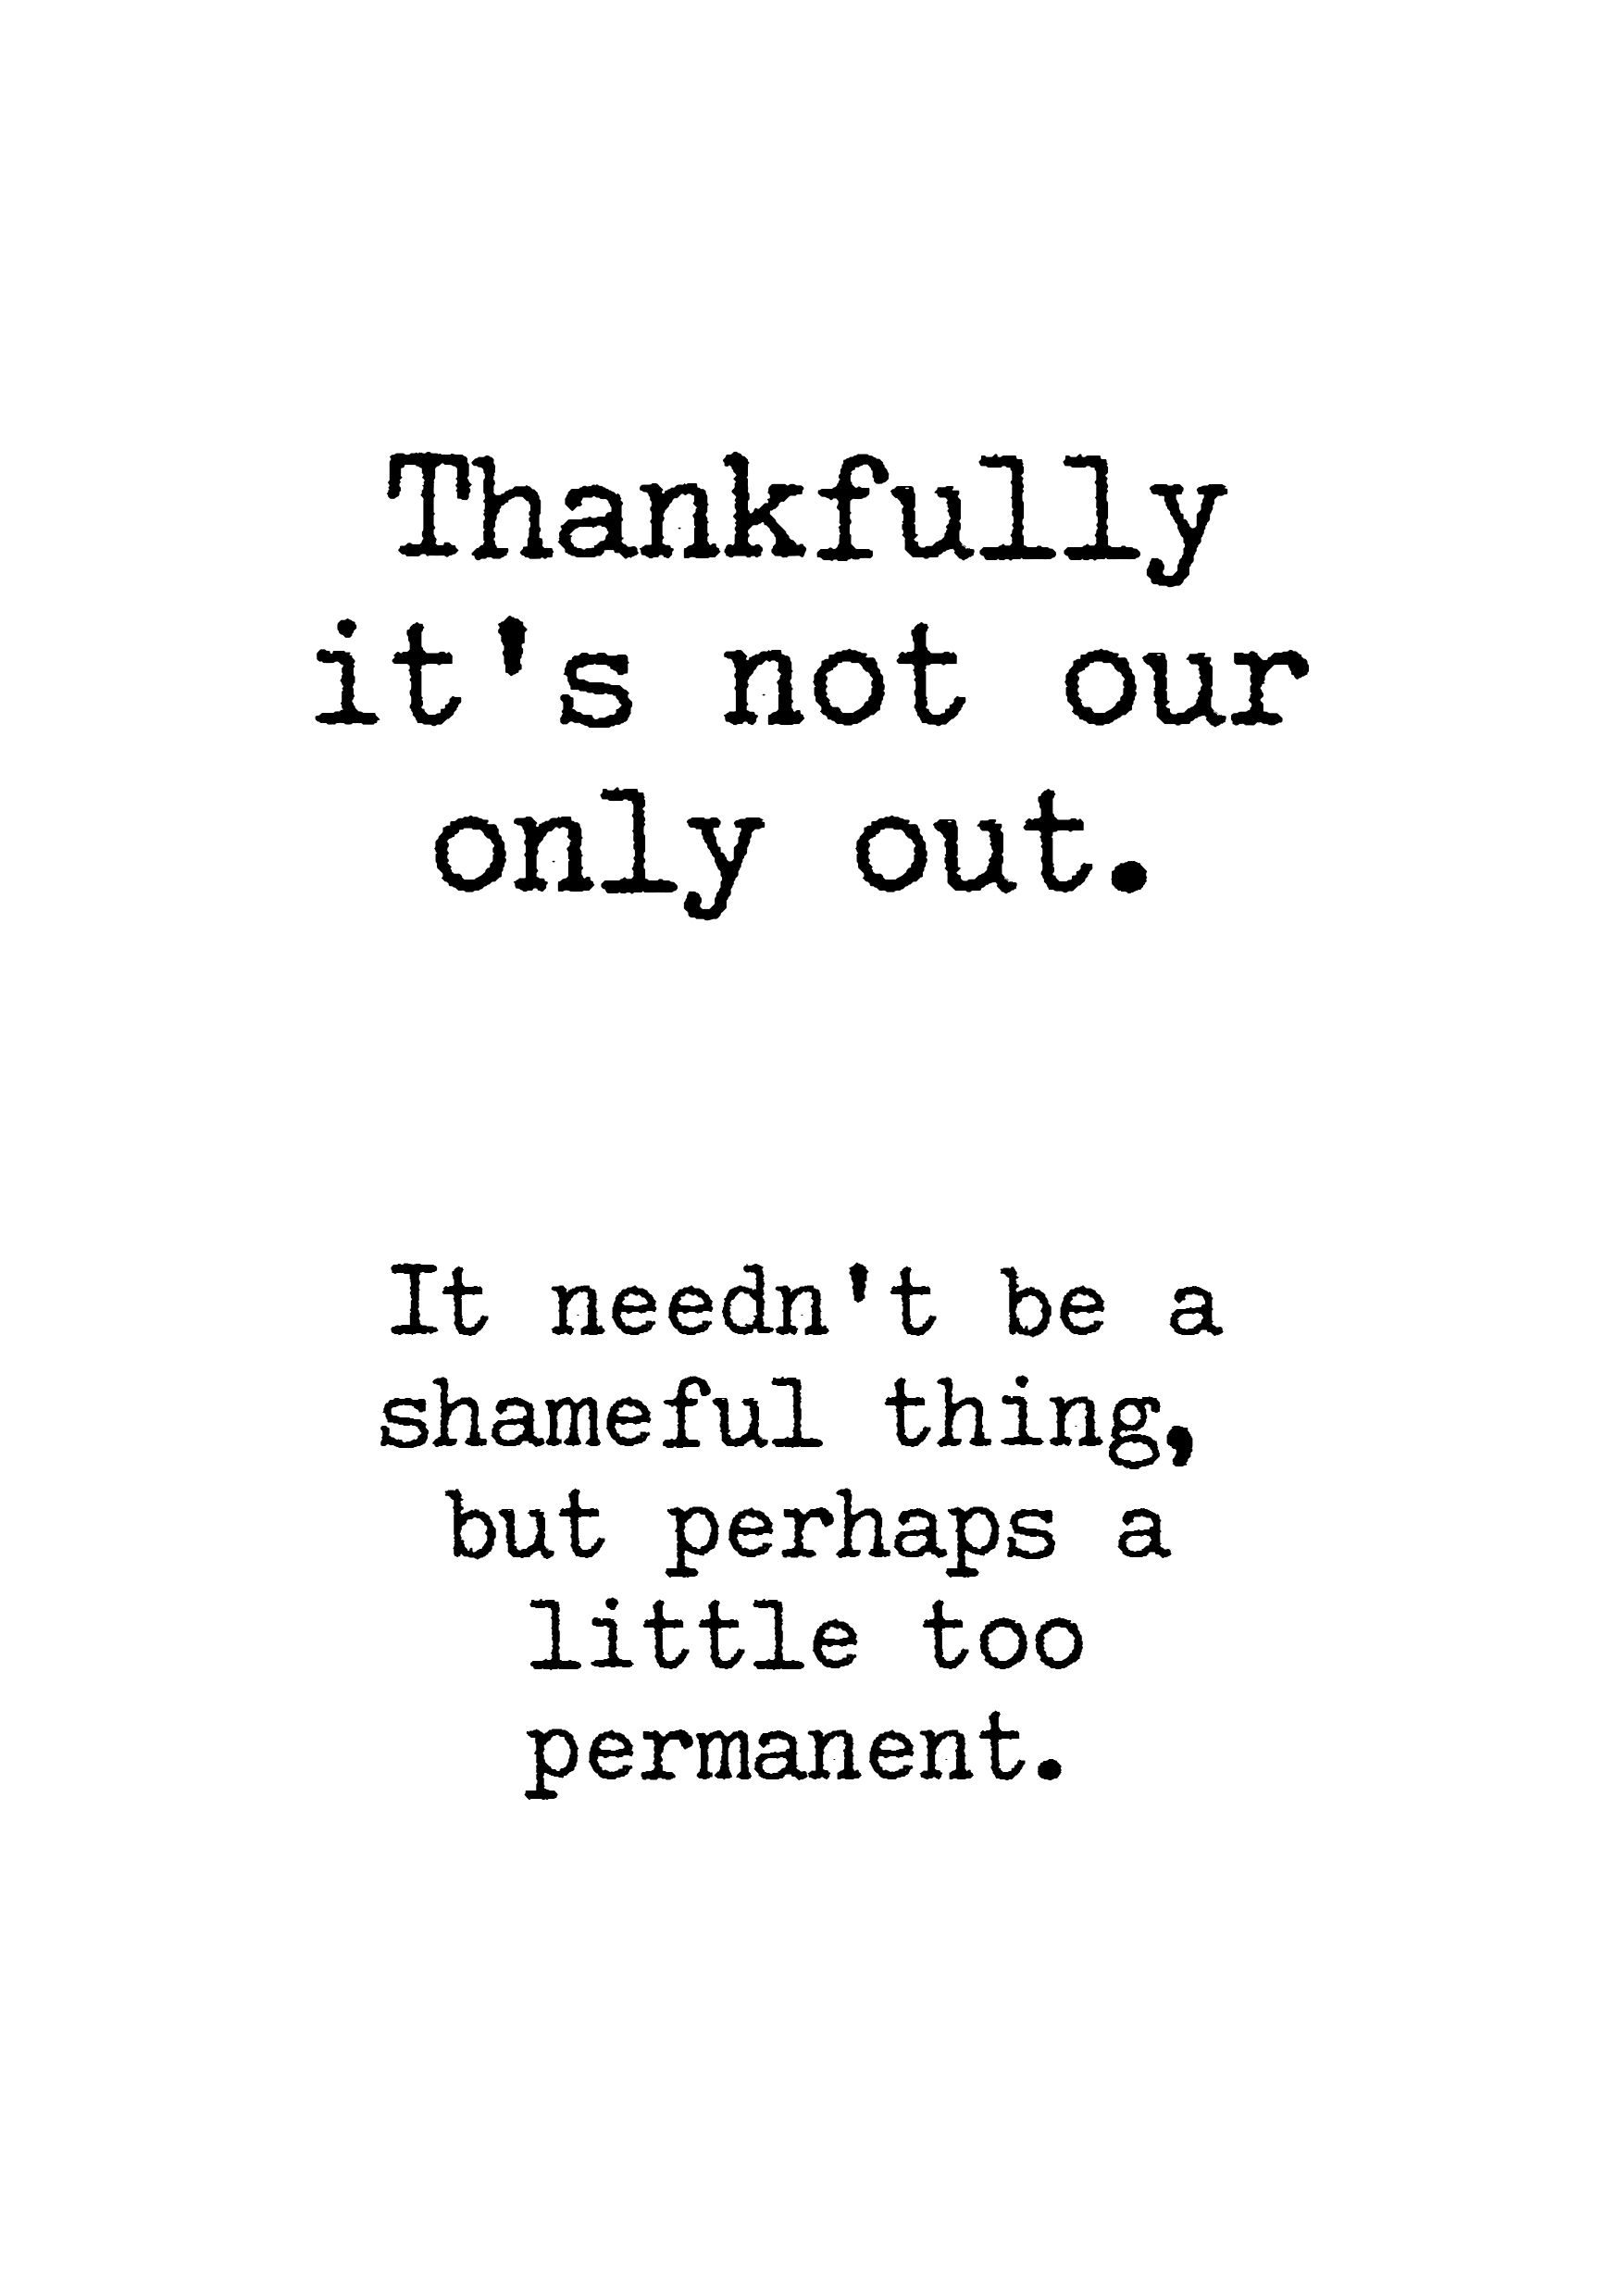 Thankfully
it's not our
only out.
It needn't be a
shameful thing,
but perhaps a
little too
permanent.